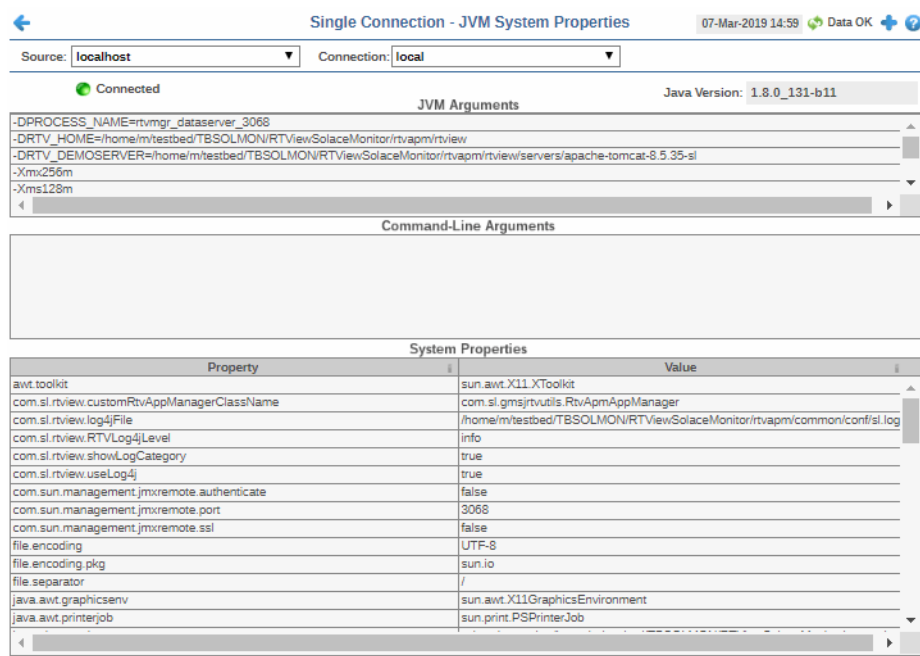 Single Connection - JVM System Properties 07-Mar-2019 14:59 Data OK
Source: localhost Connection: local
Connected Java Version: 1.8.0_131-b11
JVM Arguments
-DPROCESS_NAME=rtvmgr_dataserver_3068
-DRTV_HOME=/home/m/testbed/TBSOLMON/RTViewSolaceMonitor/rtvapm/rtview
-DRTV_DEMOSERVER=/home/m/testbed/TBSOLMON/RTViewSolaceMonitor/rtvapm/rtview/servers/apache-tomcat-8.5.35-sl
-Xmx256m
-Xms128m
Command-Line Arguments
System Properties
Property Value
awt.toolkit sun.awt.X11.XToolkit
com.sl.rtview.customRtvAppManagerClassName com.sl.gmsjrtvutils.RtvApmAppManager
com.sl.rtview.log4jFile /home/m/testbed/TBSOLMON/RTViewSolaceMonitor/rtvapm/common/conf/sl.log
com.sl.rtview.RTVLog4jLevel info
com.sl.rtview.showLogCategory true
com.sl.rtview.useLog4j true
com.sun.management.jmxremote.authenticate false
com.sun.management.jmxremote.port 3068
com.sun.management.jmxremote.ssl false
file.encoding UTF-8
file.encoding.pkg sun.io
file.separator /
java.awt.graphicsenv sun.awt.X11GraphicsEnvironment
java.awt.printerjob sun.print.PSPrinterJob